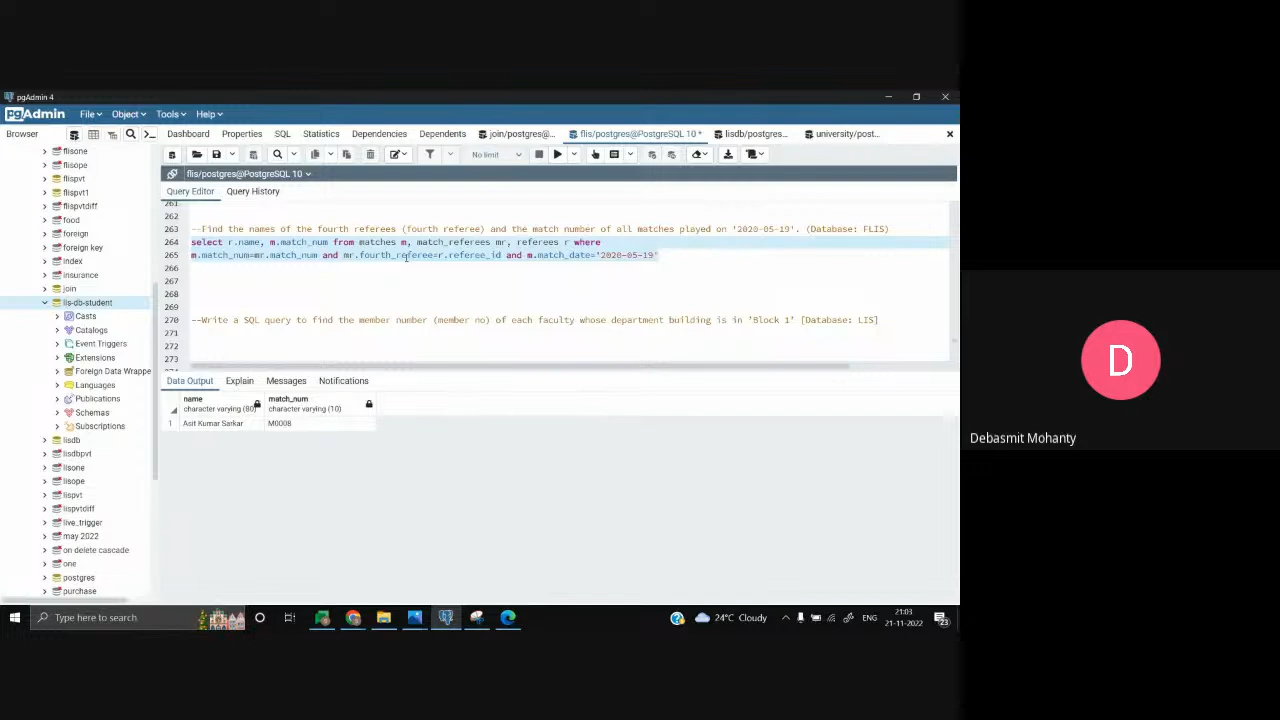 pgAdmin 4
pgAdmin File Object Tools Help
Browser Dashboard Properties SQL Statistics Dependencies Dependents join/postgres@... flis/postgres@PostgreSQL 10 * lisdb/postgres... university/post...
No limit
flis/postgres@PostgreSQL 10
Query Editor Query History
flisone
flisope
flispvt
flispvt1
flispvtdiff
food
foreign
foreign key
index
insurance
join
lis-db-student
Casts
Catalogs
Event Triggers
Extensions
Foreign Data Wrappe
Languages
Publications
Schemas
Subscriptions
lisdb
lisdbpvt
lisone
lisope
lispvt
lispvtdiff
live_trigger
may 2022
on delete cascade
one
postgres
purchase
261
262
263 --Find the names of the fourth referees (fourth referee) and the match number of all matches played on '2020-05-19'. (Database: FLIS)
264 select r.name, m.match_num from matches m, match_referees mr, referees r where
265 m.match_num=mr.match_num and mr.fourth_referee=r.referee_id and m.match_date='2020-05-19'
266
267
268
269
270 --Write a SQL query to find the member number (member no) of each faculty whose department building is in 'Block 1' [Database: LIS]
271
272
273
Data Output Explain Messages Notifications
name match_num
character varying (80) character varying (10)
1 Asit Kumar Sarkar M0008
D
Debasmit Mohanty
Type here to search
24°C Cloudy
ENG
21:03
21-11-2022
23